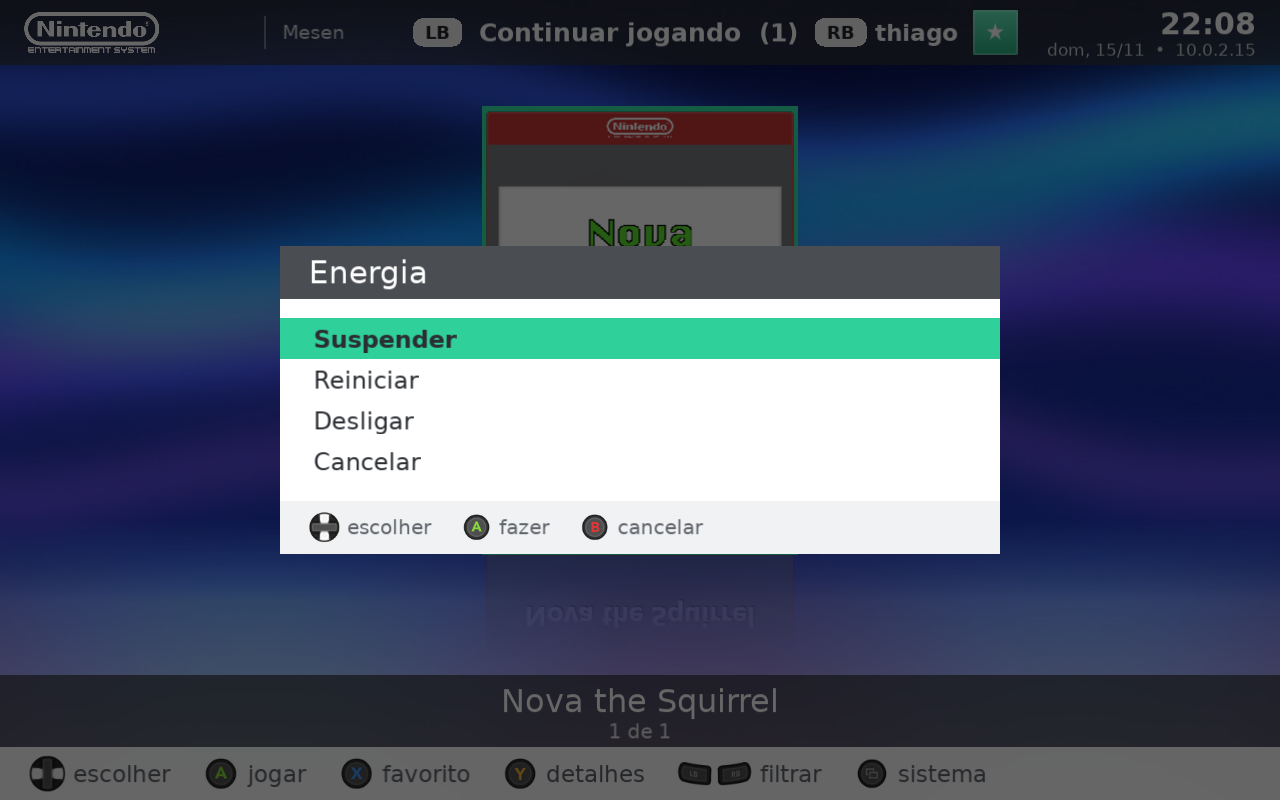 Nintendo
ENTERTAINMENT SYSTEM
Mesen
LB Continuar jogando (1) RB thiago
22:08
dom, 15/11 • 10.0.2.15
Nintendo
Nova
Energia
Suspender
Reiniciar
Desligar
Cancelar
escolher A fazer B cancelar
Nova the Squirrel
Nova the Squirrel
1 de 1
escolher A jogar X favorito Y detalhes LB RB filtrar sistema